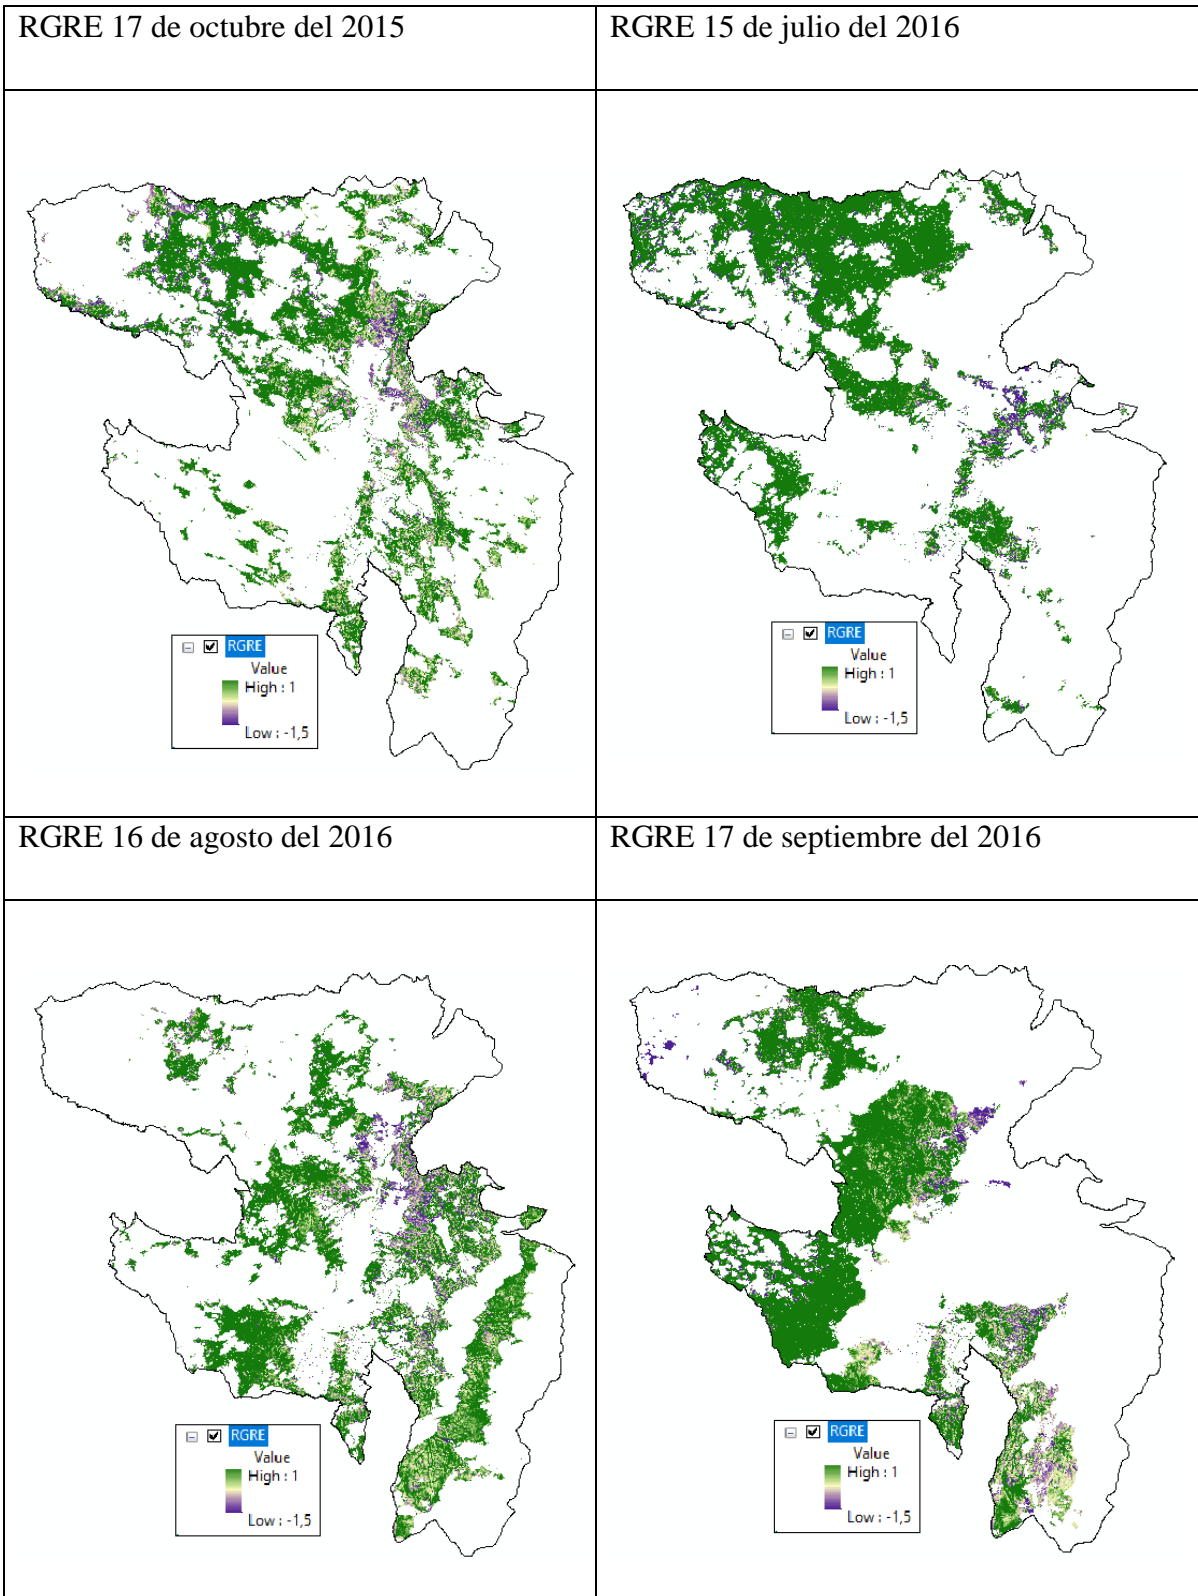 RGRE 17 de octubre del 2015
RGRE 15 de julio del 2016
RGRE
Value
High : 1
Low : -1,5
RGRE
Value
High : 1
Low : -1,5
RGRE 16 de agosto del 2016
RGRE 17 de septiembre del 2016
RGRE
Value
High : 1
Low : -1,5
RGRE
Value
High : 1
Low : -1,5